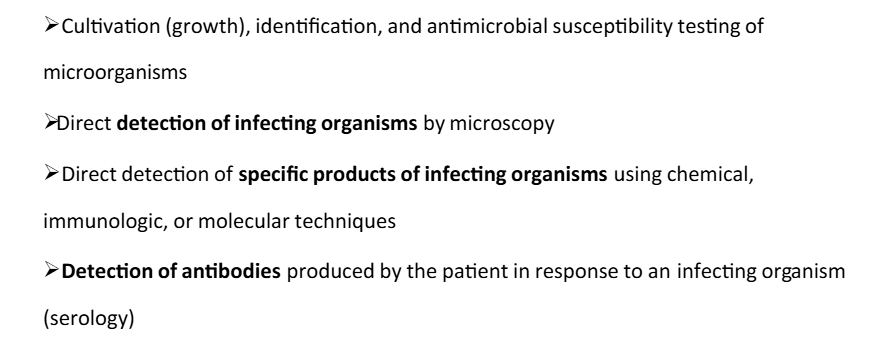 ➢Cultivation (growth), identification, and antimicrobial susceptibility testing of
microorganisms
➢Direct detection of infecting organisms by microscopy
➢Direct detection of specific products of infecting organisms using chemical,
immunologic, or molecular techniques
➢Detection of antibodies produced by the patient in response to an infecting organism
(serology)